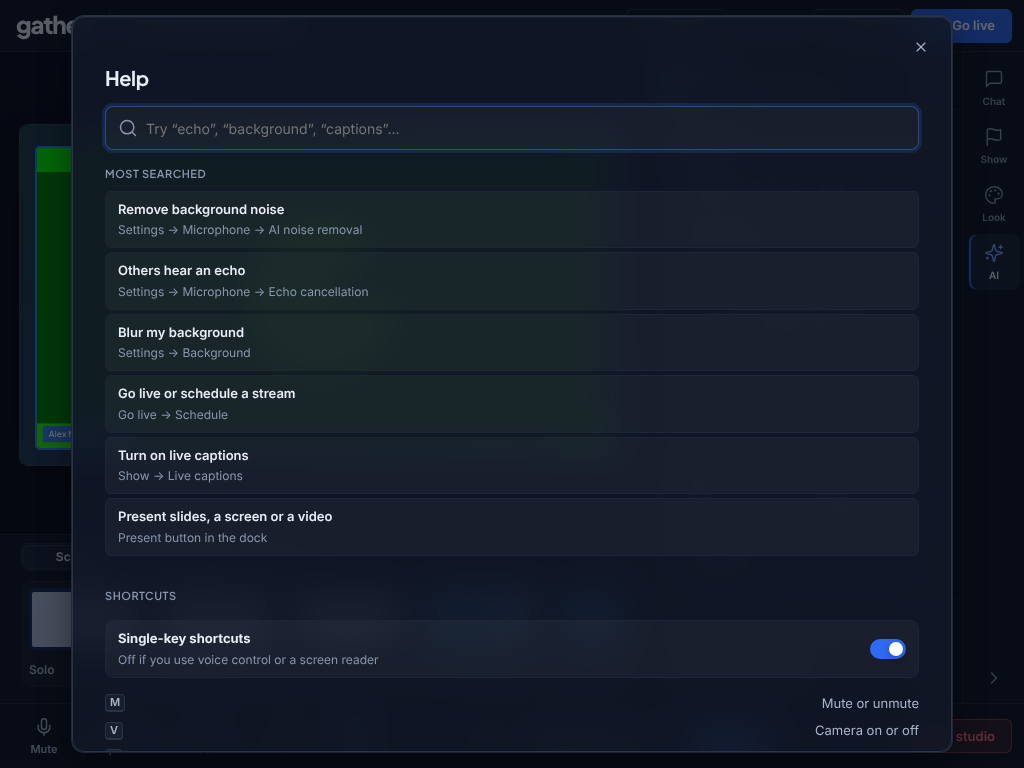 gathe
Go live
Help
Try “echo”, “background”, “captions”…
MOST SEARCHED
Remove background noise
Settings → Microphone → AI noise removal
Others hear an echo
Settings → Microphone → Echo cancellation
Blur my background
Settings → Background
Go live or schedule a stream
Go live → Schedule
Turn on live captions
Show → Live captions
Present slides, a screen or a video
Present button in the dock
SHORTCUTS
Single-key shortcuts
Off if you use voice control or a screen reader
M Mute or unmute
V Camera on or off
Chat
Show
Look
AI
Alex
Sc
Solo
Mute
studio